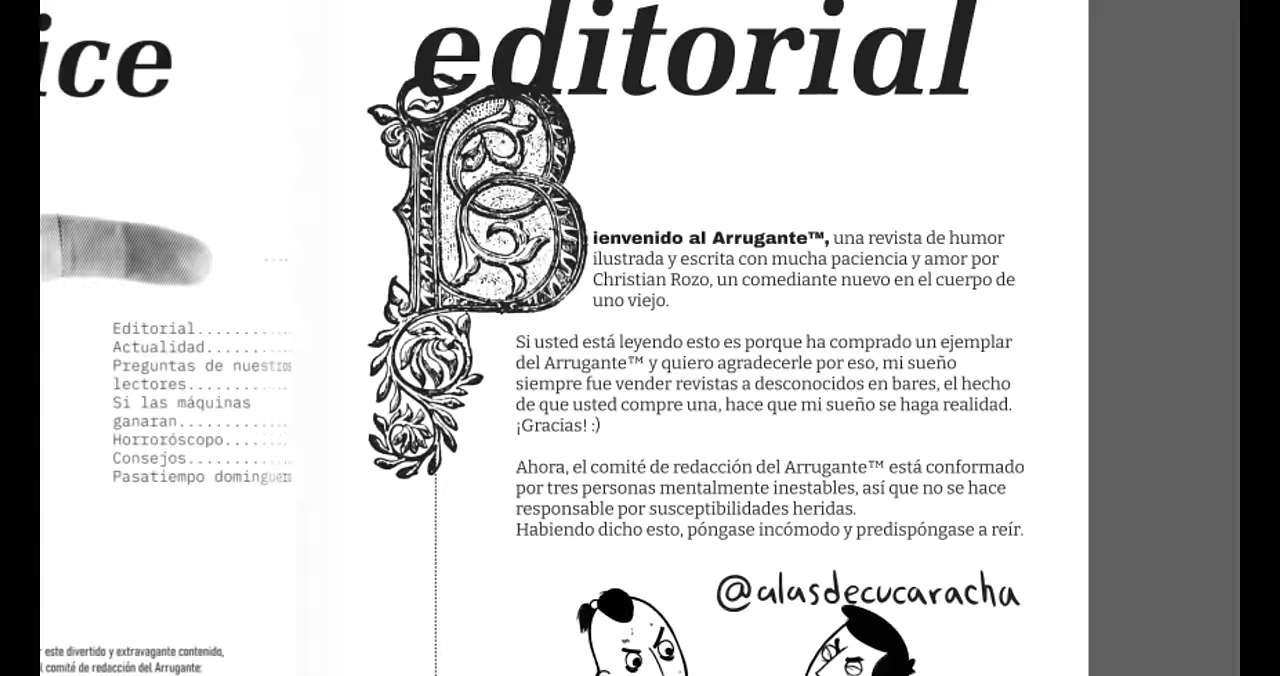 ice
Editorial
Actualidad
Preguntas de nuestros
lectores
Si las máquinas
ganaran
Horroróscopo
Consejos
Pasatiempo dominguero
este divertido y extravagante contenido,
comité de redacción del Arrugante:
editorial
Bienvenido al Arrugante™, una revista de humor
ilustrada y escrita con mucha paciencia y amor por
Christian Rozo, un comediante nuevo en el cuerpo de
uno viejo.
Si usted está leyendo esto es porque ha comprado un ejemplar
del Arrugante™ y quiero agradecerle por eso, mi sueño
siempre fue vender revistas a desconocidos en bares, el hecho
de que usted compre una, hace que mi sueño se haga realidad.
¡Gracias! :)
Ahora, el comité de redacción del Arrugante™ está conformado
por tres personas mentalmente inestables, así que no se hace
responsable por susceptibilidades heridas.
Habiendo dicho esto, póngase incómodo y predispóngase a reír.
@alasdecucaracha